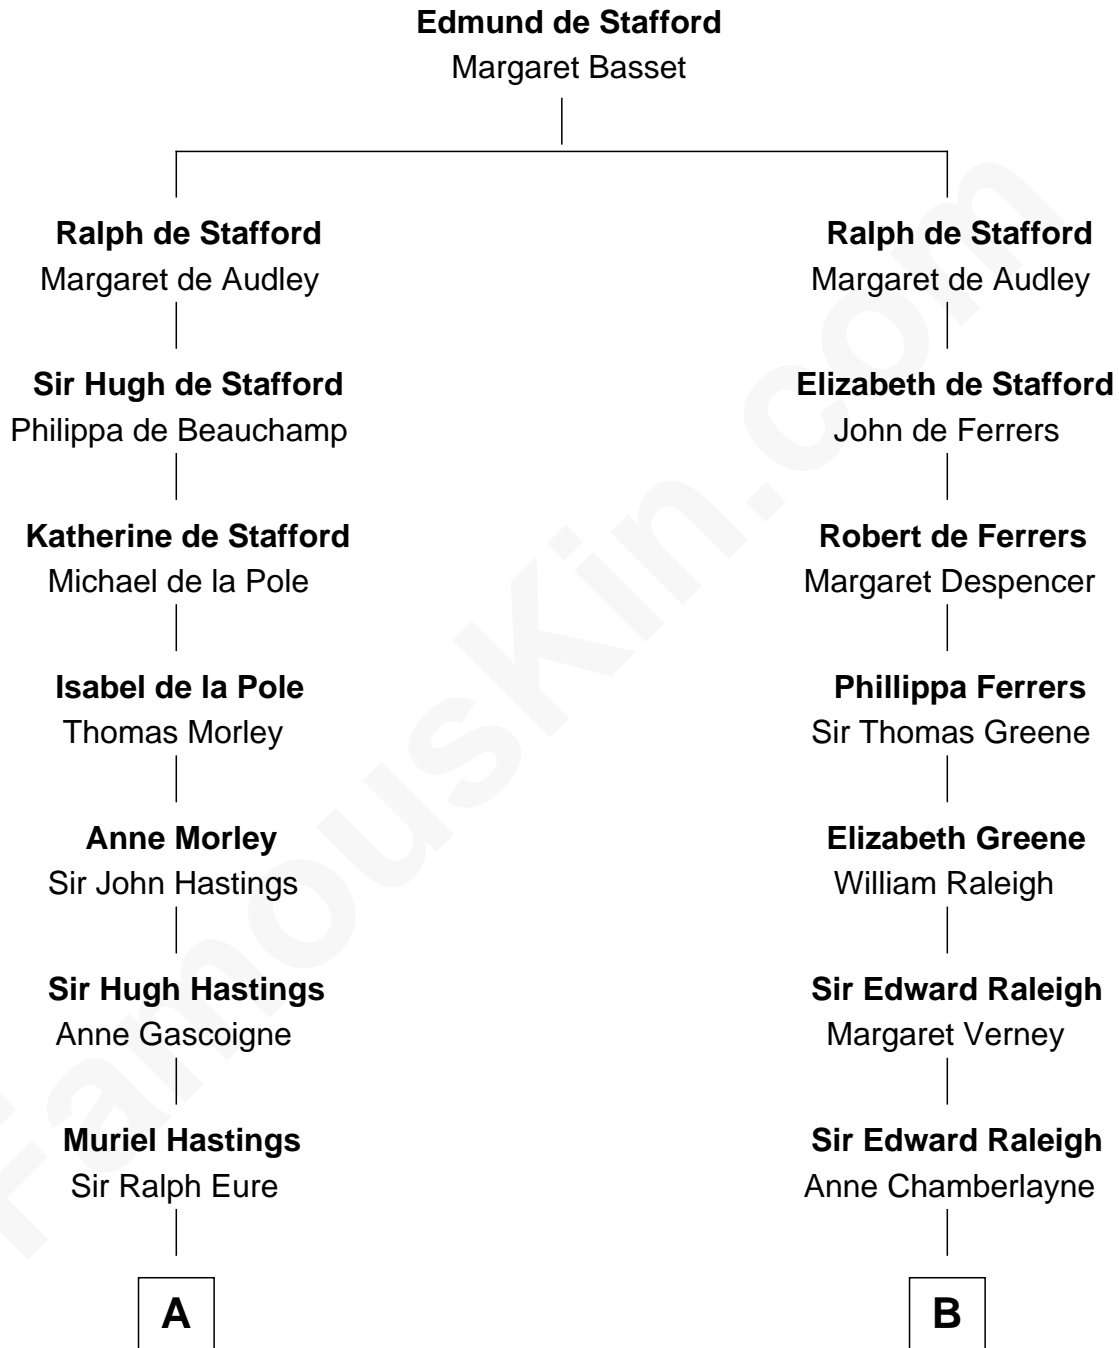 Edmund de Stafford
Margaret Basset
Ralph de Stafford
Margaret de Audley
Sir Hugh de Stafford
Philippa de Beauchamp
Katherine de Stafford
Michael de la Pole
Isabel de la Pole
Thomas Morley
Anne Morley
Sir John Hastings
Sir Hugh Hastings
Anne Gascoigne
Muriel Hastings
Sir Ralph Eure
A
Ralph de Stafford
Margaret de Audley
Elizabeth de Stafford
John de Ferrers
Robert de Ferrers
Margaret Despencer
Phillippa Ferrers
Sir Thomas Greene
Elizabeth Greene
William Raleigh
Sir Edward Raleigh
Margaret Verney
Sir Edward Raleigh
Anne Chamberlayne
B
FamousKin.com